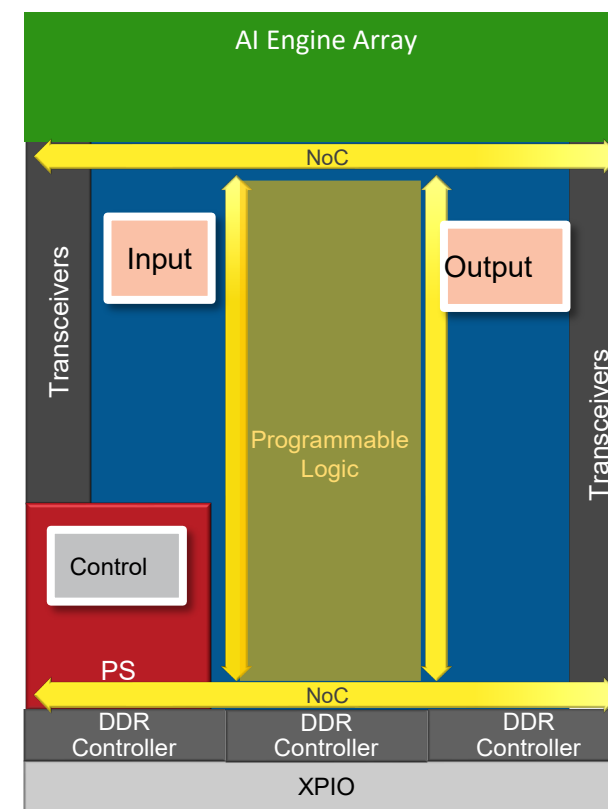 AI Engine Array
NoC
Input
Output
Transceivers
Transceivers
Programmable
Logic
Control
PS
NoC
DDR
Controller
DDR
Controller
DDR
Controller
XPIO